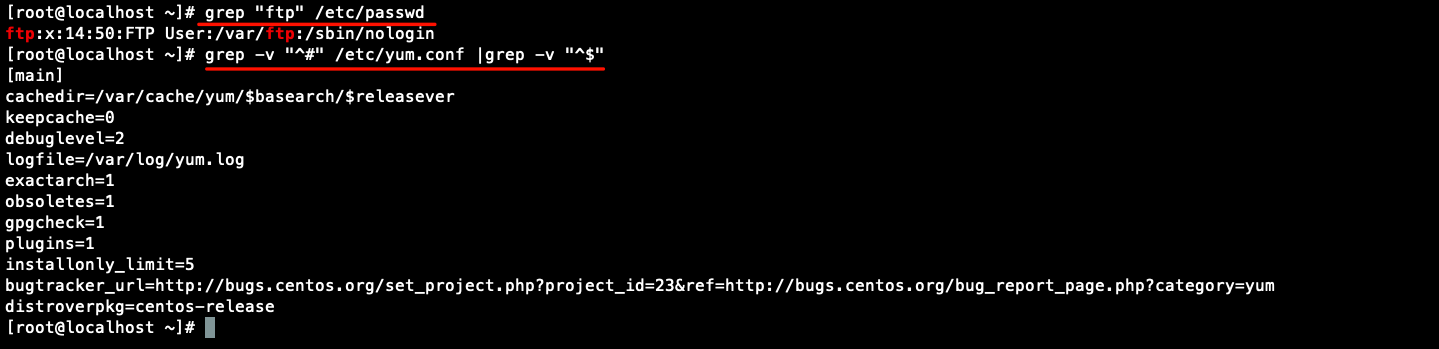 [root@localhost ~]# grep "ftp" /etc/passwd
ftp:x:14:50:FTP User:/var/ftp:/sbin/nologin
[root@localhost ~]# grep -v "^#" /etc/yum.conf |grep -v "^$"
[main]
cachedir=/var/cache/yum/$basearch/$releasever
keepcache=0
debuglevel=2
logfile=/var/log/yum.log
exactarch=1
obsoletes=1
gpgcheck=1
plugins=1
installonly_limit=5
bugtracker_url=http://bugs.centos.org/set_project.php?project_id=23&ref=http://bugs.centos.org/bug_report_page.php?category=yum
distroverpkg=centos-release
[root@localhost ~]#